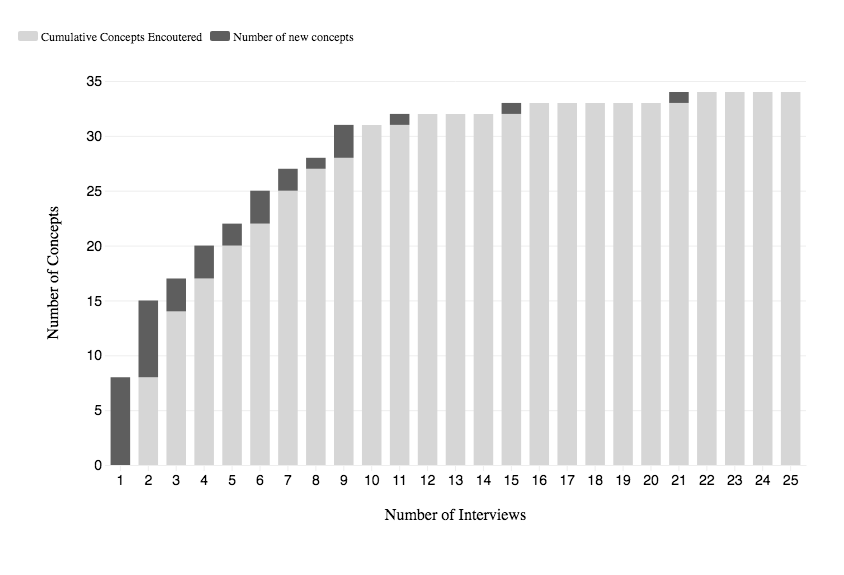 Cumulative Concepts Encoutered Number of new concepts
35
30
25
20
15
10
5
0
Number of Concepts
1 2 3 4 5 6 7 8 9 10 11 12 13 14 15 16 17 18 19 20 21 22 23 24 25
Number of Interviews